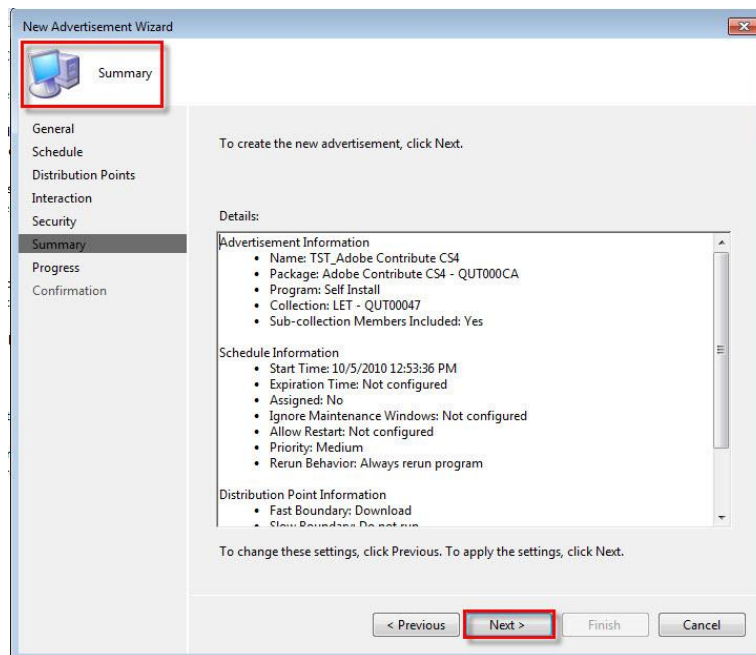 New Advertisement Wizard
Summary
General
Schedule
Distribution Points
Interaction
Security
Summary
Progress
Confirmation
To create the new advertisement, click Next.
Details:
Advertisement Information
• Name: TST_Adobe Contribute CS4
• Package: Adobe Contribute CS4 - QUT000CA
• Program: Self Install
• Collection: LET - QUT00047
• Sub-collection Members Included: Yes
Schedule Information
• Start Time: 10/5/2010 12:53:36 PM
• Expiration Time: Not configured
• Assigned: No
• Ignore Maintenance Windows: Not configured
• Allow Restart: Not configured
• Priority: Medium
• Rerun Behavior: Always rerun program
Distribution Point Information
• Fast Boundary: Download
• Slow Boundary: Do not run
To change these settings, click Previous. To apply the settings, click Next.
< Previous
Next >
Finish
Cancel